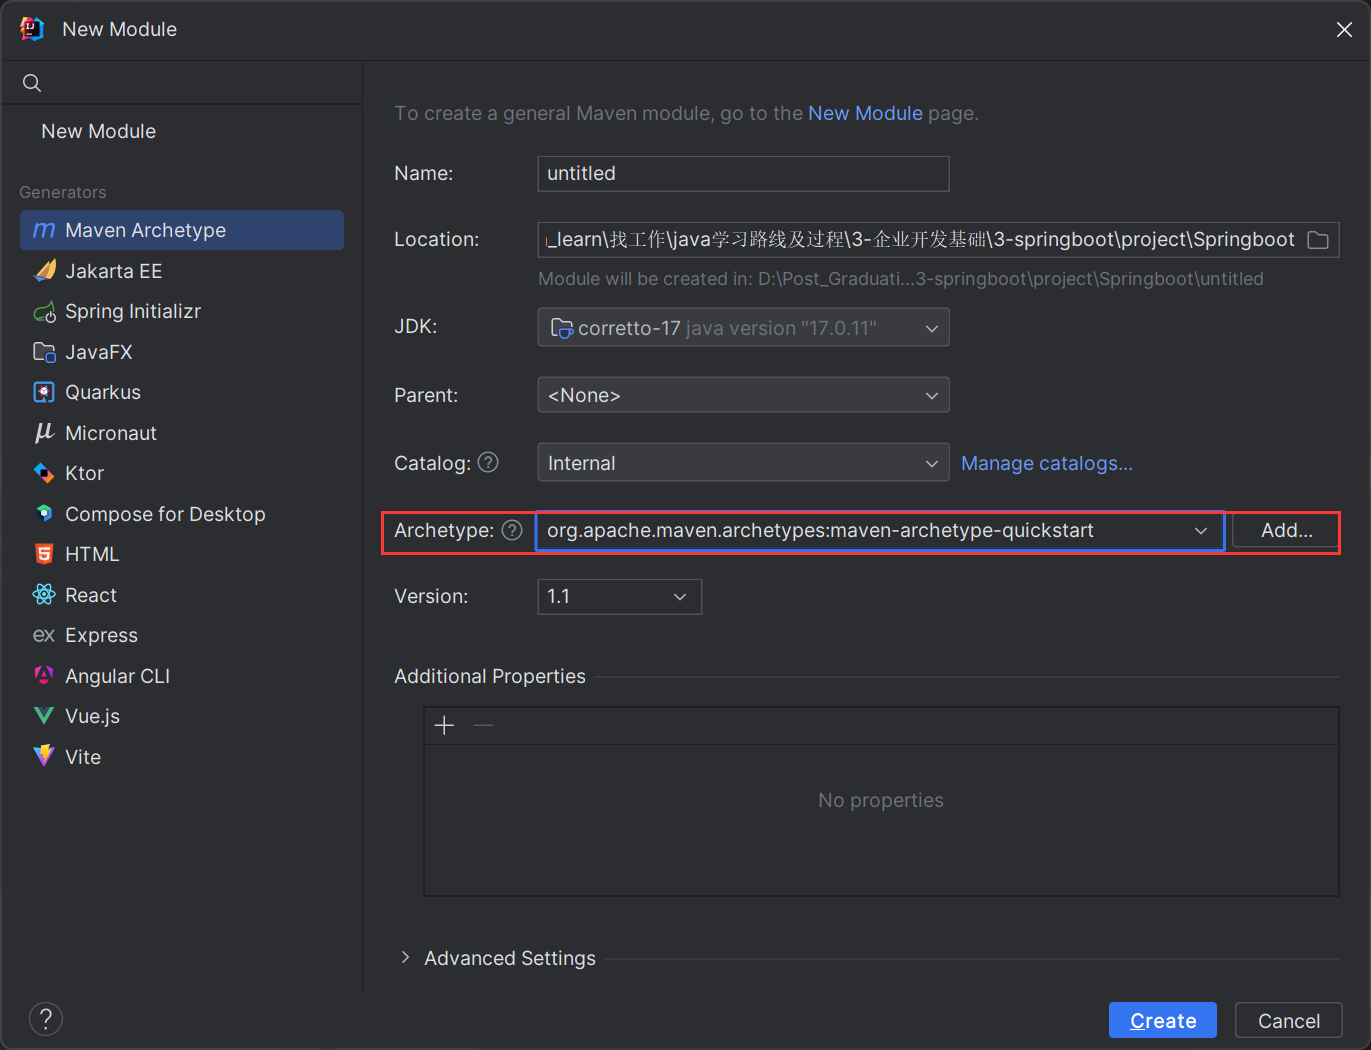 New Module
New Module
Generators
Maven Archetype
Jakarta EE
Spring Initializr
JavaFX
Quarkus
Micronaut
Ktor
Compose for Desktop
HTML
React
Express
Angular CLI
Vue.js
Vite
To create a general Maven module, go to the New Module page.
Name: untitled
Location: _learn\找工作\java学习路线及过程\3-企业开发基础\3-springboot\project\Springboot
Module will be created in: D:\Post_Graduati...3-springboot\project\Springboot\untitled
JDK: corretto-17 java version "17.0.11"
Parent: <None>
Catalog: ? Internal Manage catalogs...
Archetype: ? org.apache.maven.archetypes:maven-archetype-quickstart Add...
Version: 1.1
Additional Properties
No properties
Advanced Settings
? Create Cancel